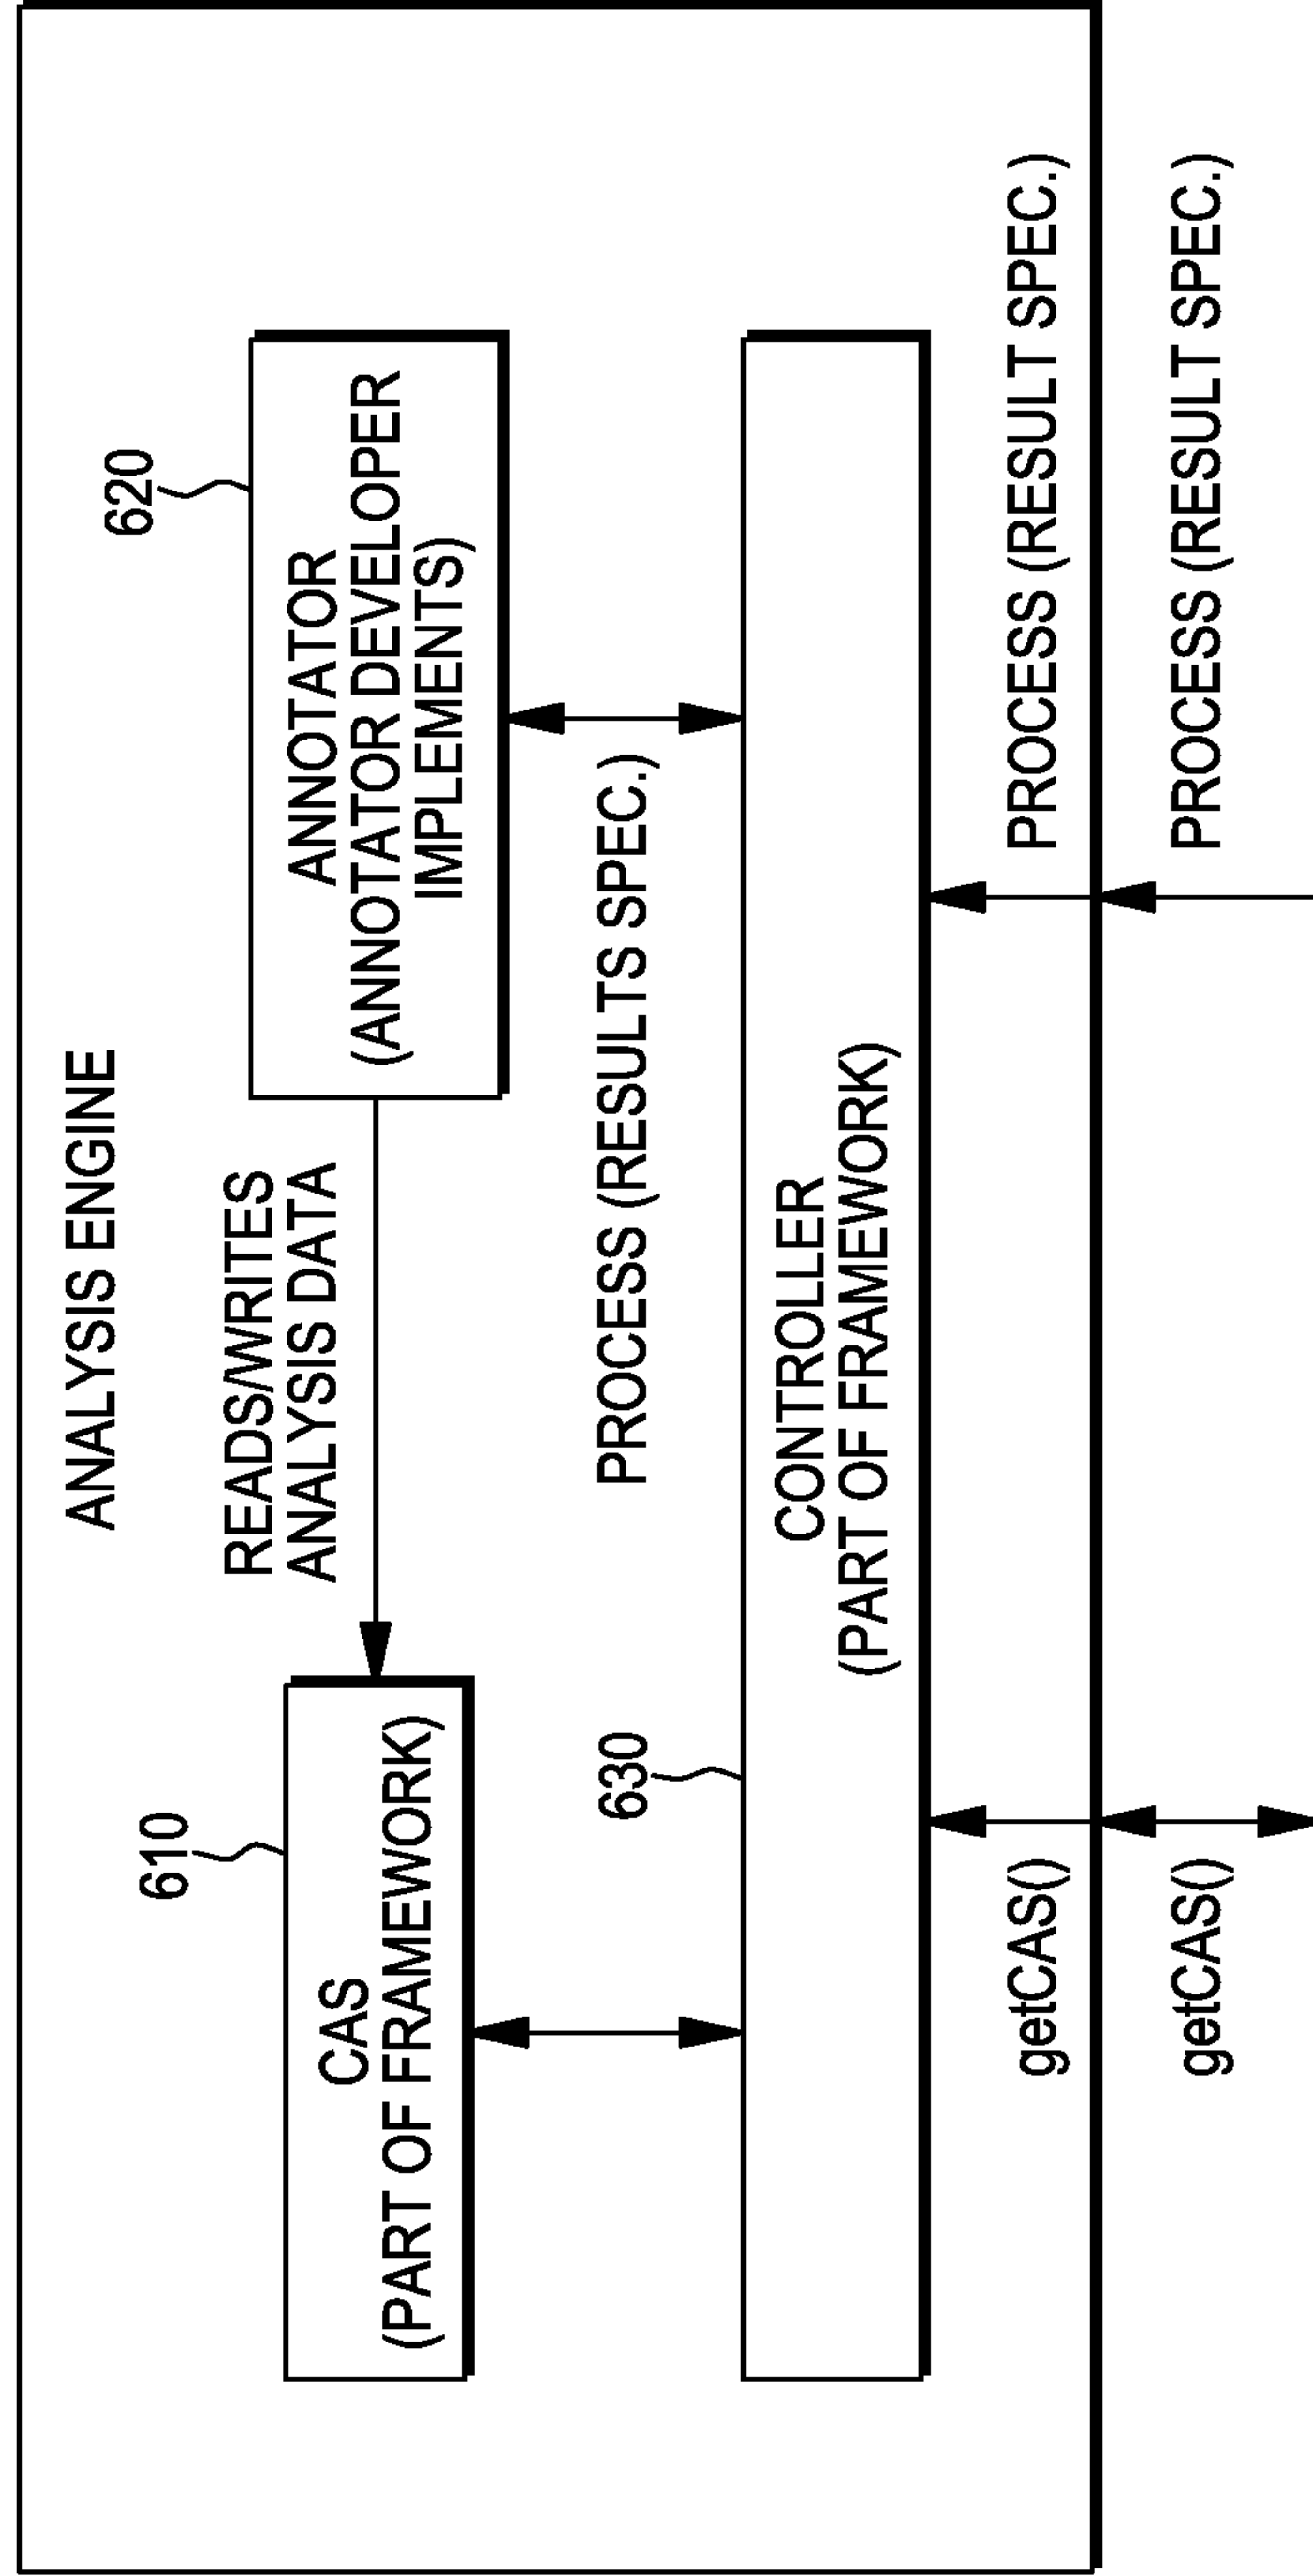 ANALYSIS ENGINE
610
CAS
(PART OF FRAMEWORK)
READS/WRITES
ANALYSIS DATA
620
ANNOTATOR
(ANNOTATOR DEVELOPER
IMPLEMENTS)
630
PROCESS (RESULTS SPEC.)
CONTROLLER
(PART OF FRAMEWORK)
getCAS()
PROCESS (RESULT SPEC.)
getCAS()
PROCESS (RESULT SPEC.)